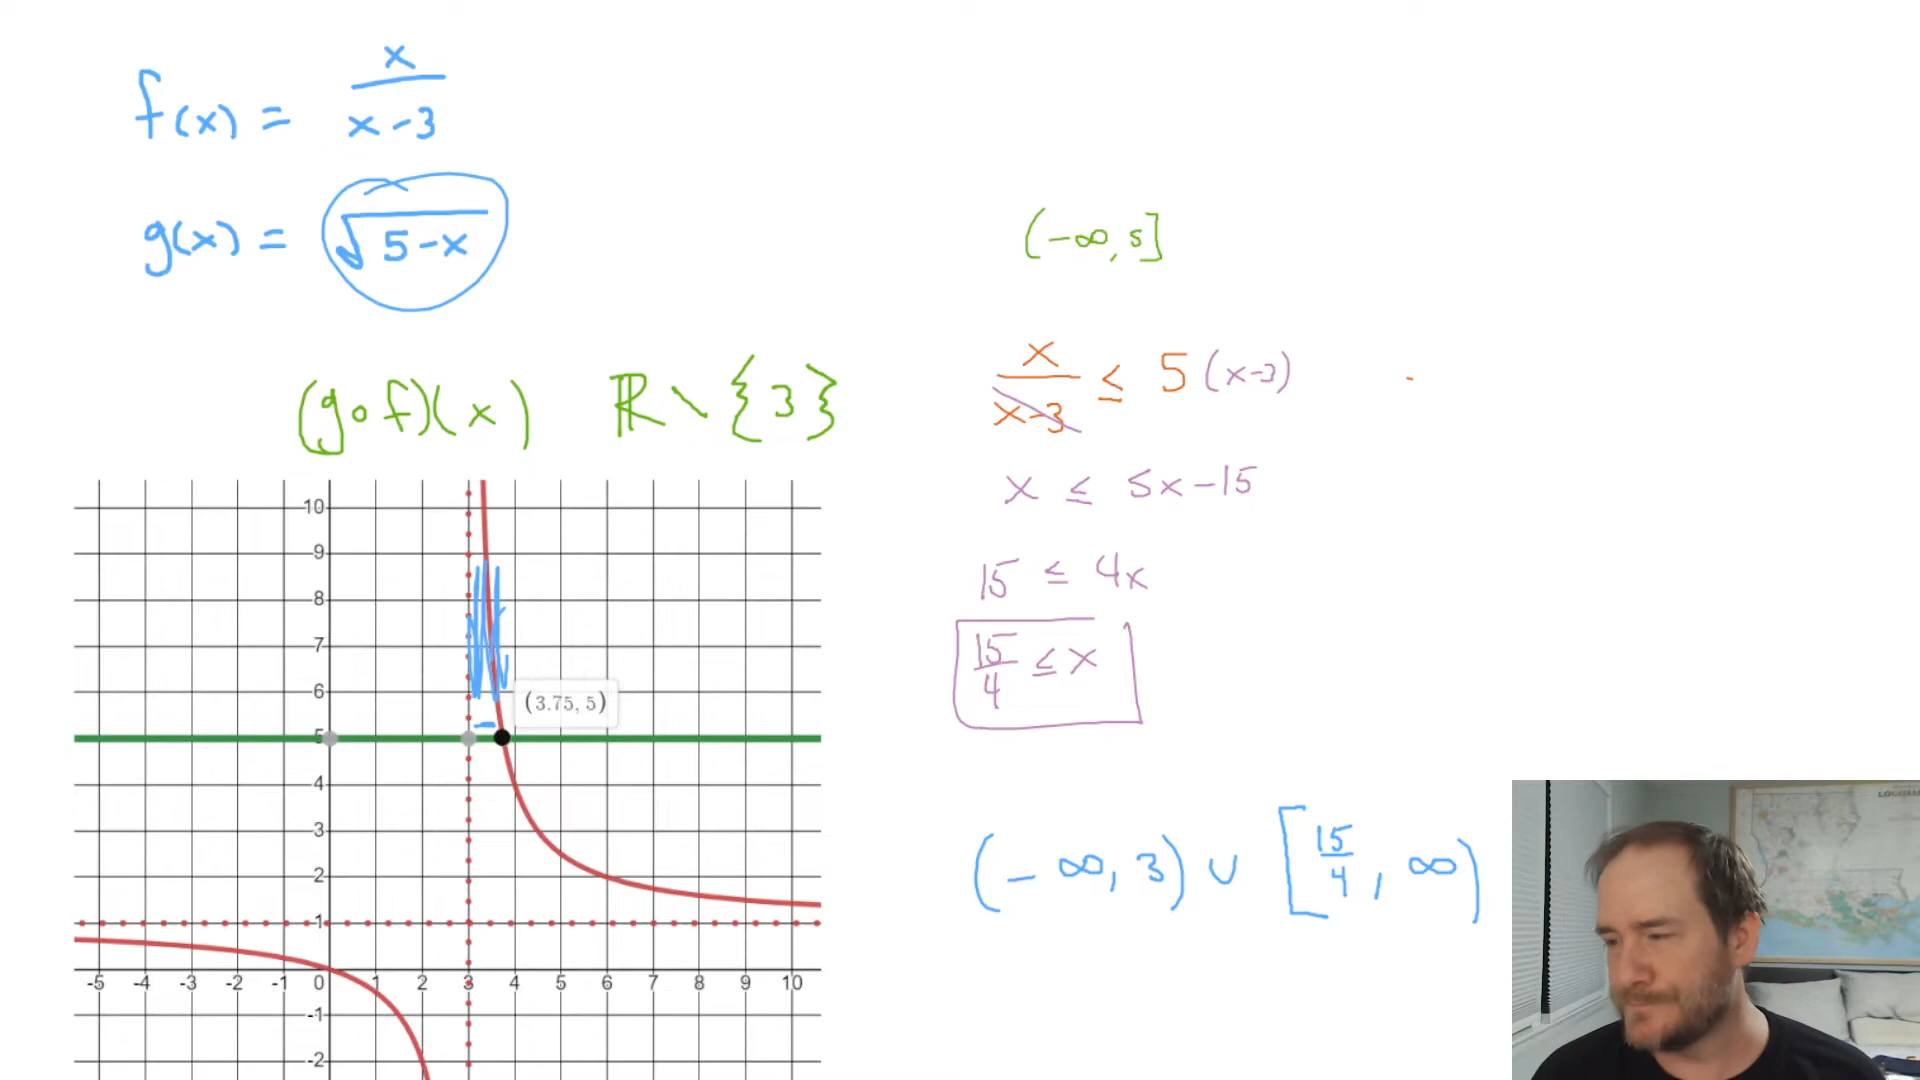 f(x) = x/(x-3)
g(x) = √(5-x)
(g∘f)(x) ℝ \ {3}
(-∞, 5]
x/(x-3) ≤ 5 (x-3)
x ≤ 5x-15
15 ≤ 4x
15/4 ≤ x
(-∞, 3) ∪ [15/4, ∞)
10
9
8
7
6
(3.75, 5)
5
4
3
2
1
-5 -4 -3 -2 -1 0 1 2 3 4 5 6 7 8 9 10
-1
-2